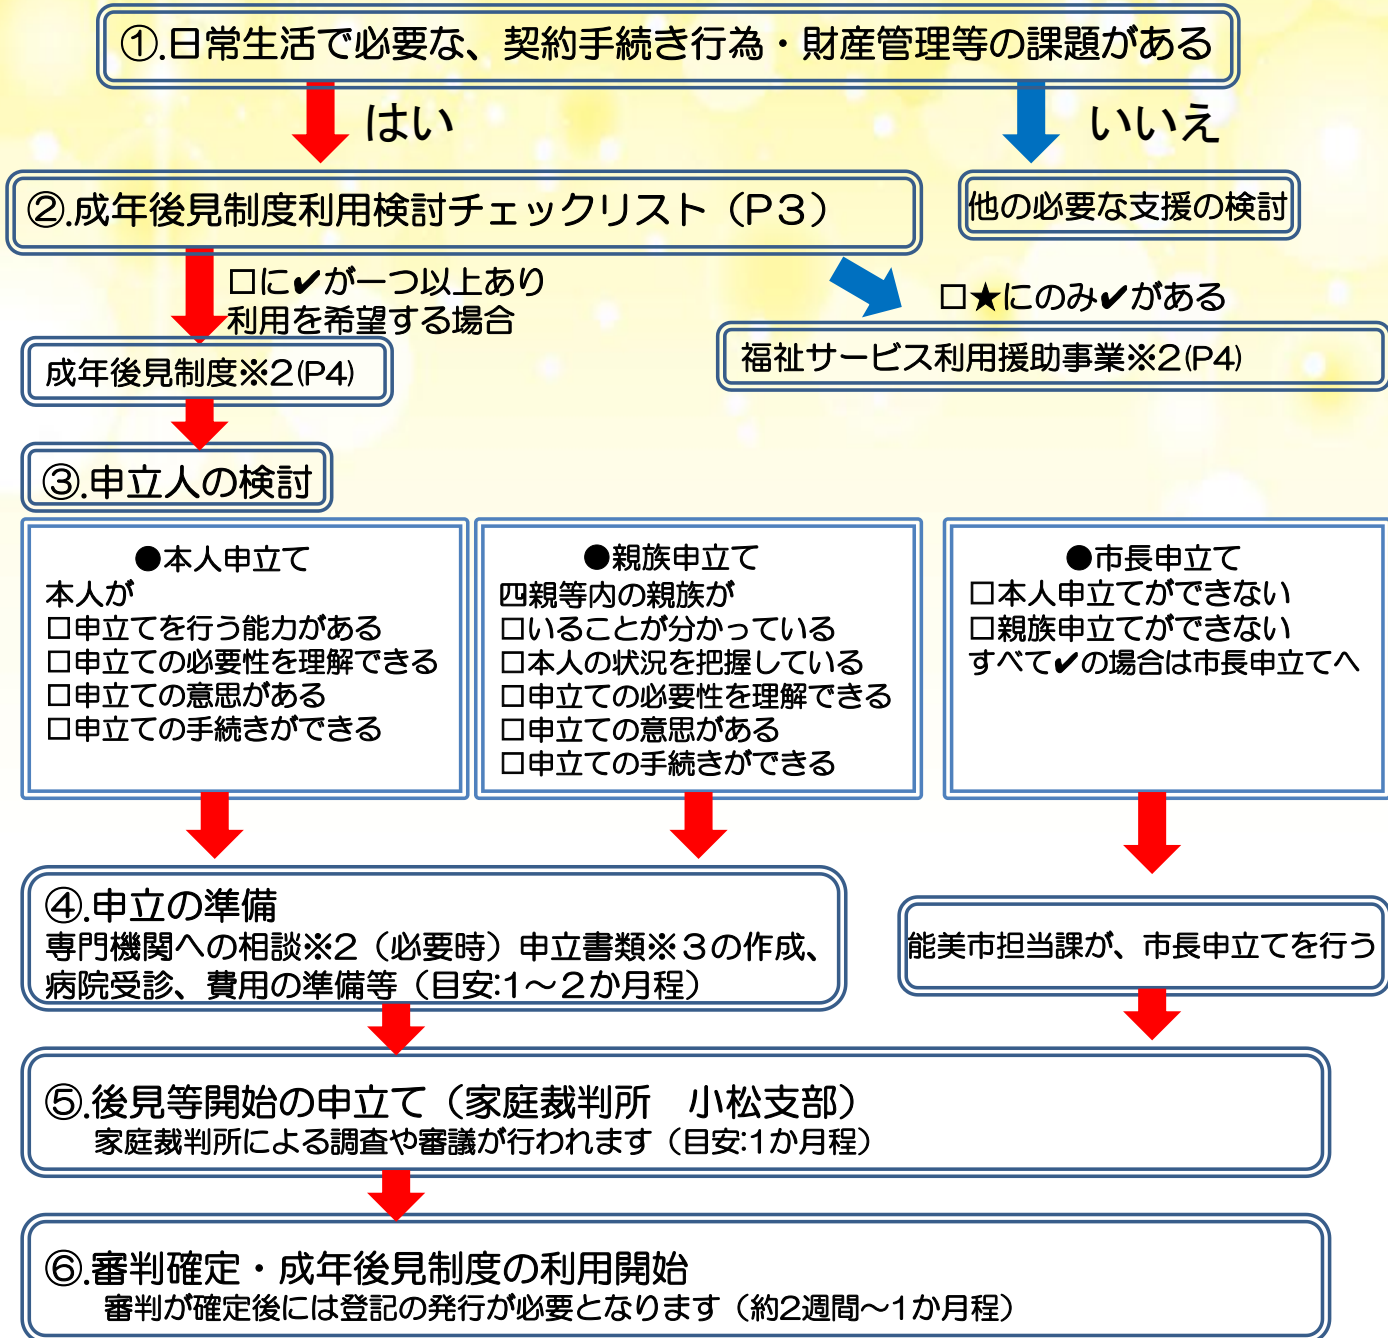 ①.日常生活で必要な、契約手続き行為・財産管理等の課題がある
はい
いいえ
②.成年後見制度利用検討チェックリスト（P３）
他の必要な支援の検討
□に✔が一つ以上あり
利用を希望する場合
□★にのみ✔がある
成年後見制度※2(P4)
福祉サービス利用援助事業※2(P4)
③.申立人の検討
●本人申立て
本人が
□申立てを行う能力がある
□申立ての必要性を理解できる
□申立ての意思がある
□申立ての手続きができる
●親族申立て
四親等内の親族が
□いることが分かっている
□本人の状況を把握している
□申立ての必要性を理解できる
□申立ての意思がある
□申立ての手続きができる
●市長申立て
□本人申立てができない
□親族申立てができない
すべて✔の場合は市長申立てへ
④.申立の準備
専門機関への相談※2（必要時）申立書類※３の作成、
病院受診、費用の準備等（目安:1～２か月程）
能美市担当課が、市長申立てを行う
⑤.後見等開始の申立て（家庭裁判所　小松支部）
家庭裁判所による調査や審議が行われます（目安:1か月程）
⑥.審判確定・成年後見制度の利用開始
審判が確定後には登記の発行が必要となります（約2週間～1か月程）